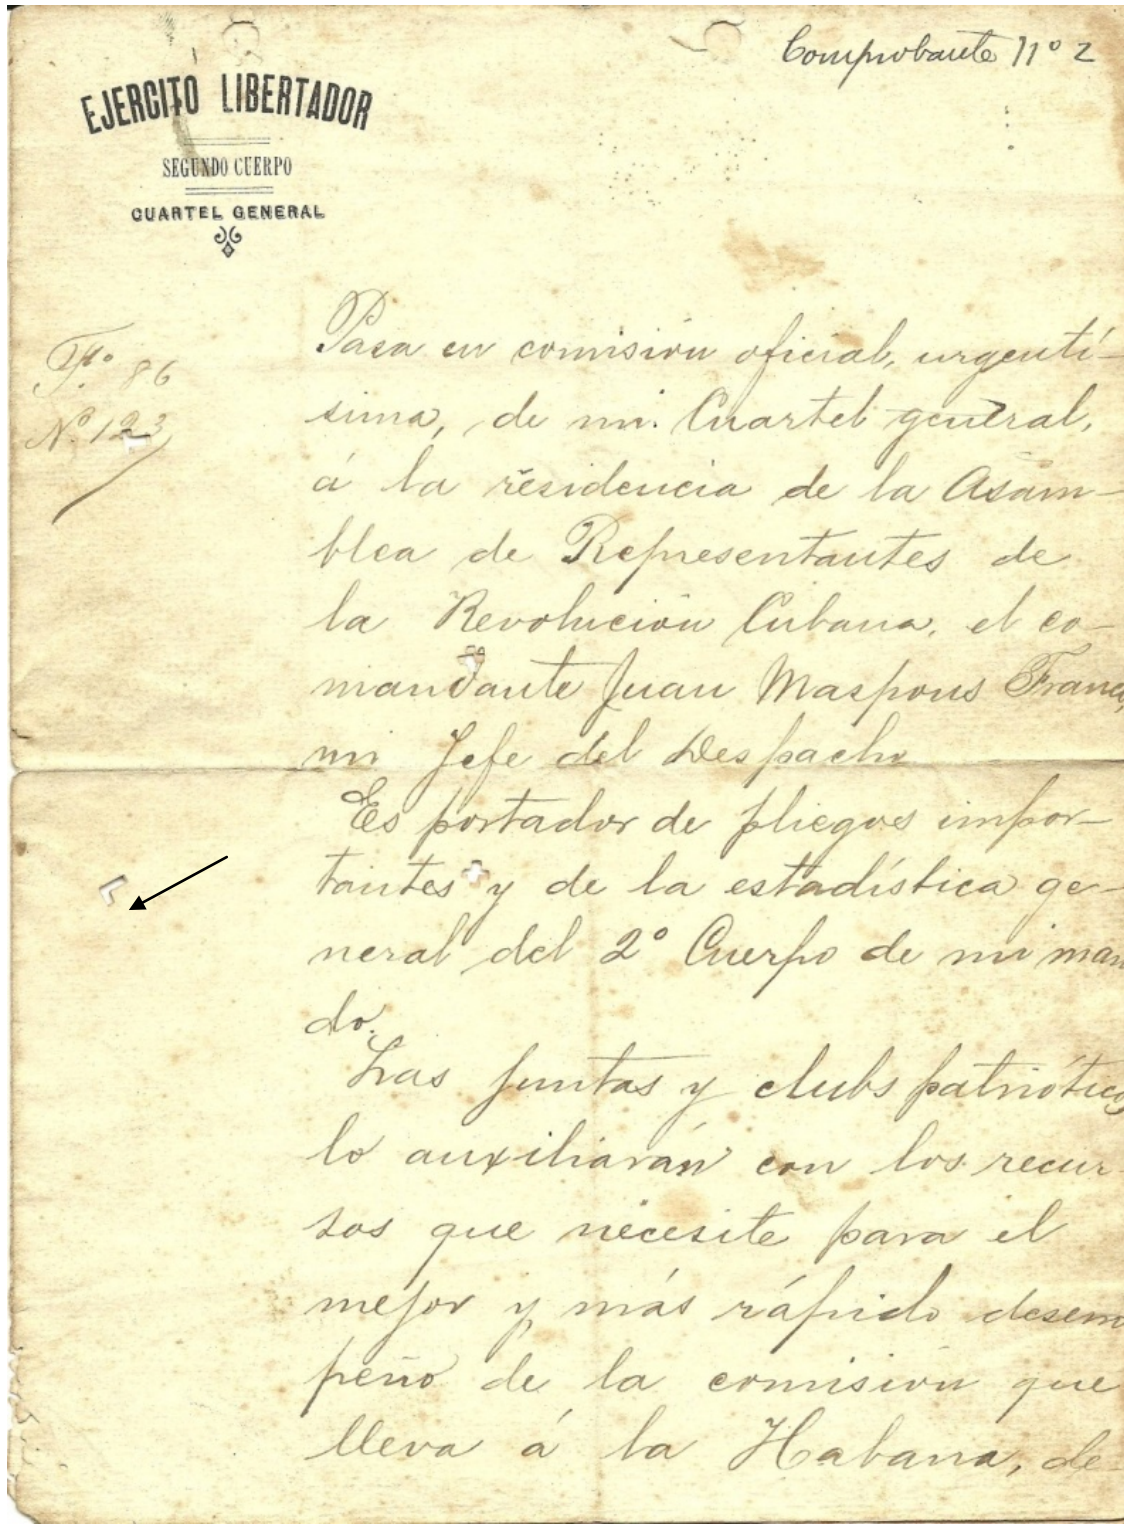 Comprobante Nº 2
EJERCITO LIBERTADOR
SEGUNDO CUERPO
CUARTEL GENERAL
Fº 86
Nº 123
Pasa en comisión oficial, urgentí-
sima, de mi Cuartel general,
á la residencia de la Asam-
blea de Representantes de
la Revolución Cubana, el co-
mandante Juan Maspons Franco,
mi Jefe del Despacho
Es portador de pliegos impor-
tantes y de la estadística ge-
neral del 2º Cuerpo de mi man
do.
Las juntas y clubs patriótico
lo auxiliarán con los recur
sos que necesite para el
mejor y más rápido desem
peño de la comisión que
lleva á la Habana, de-